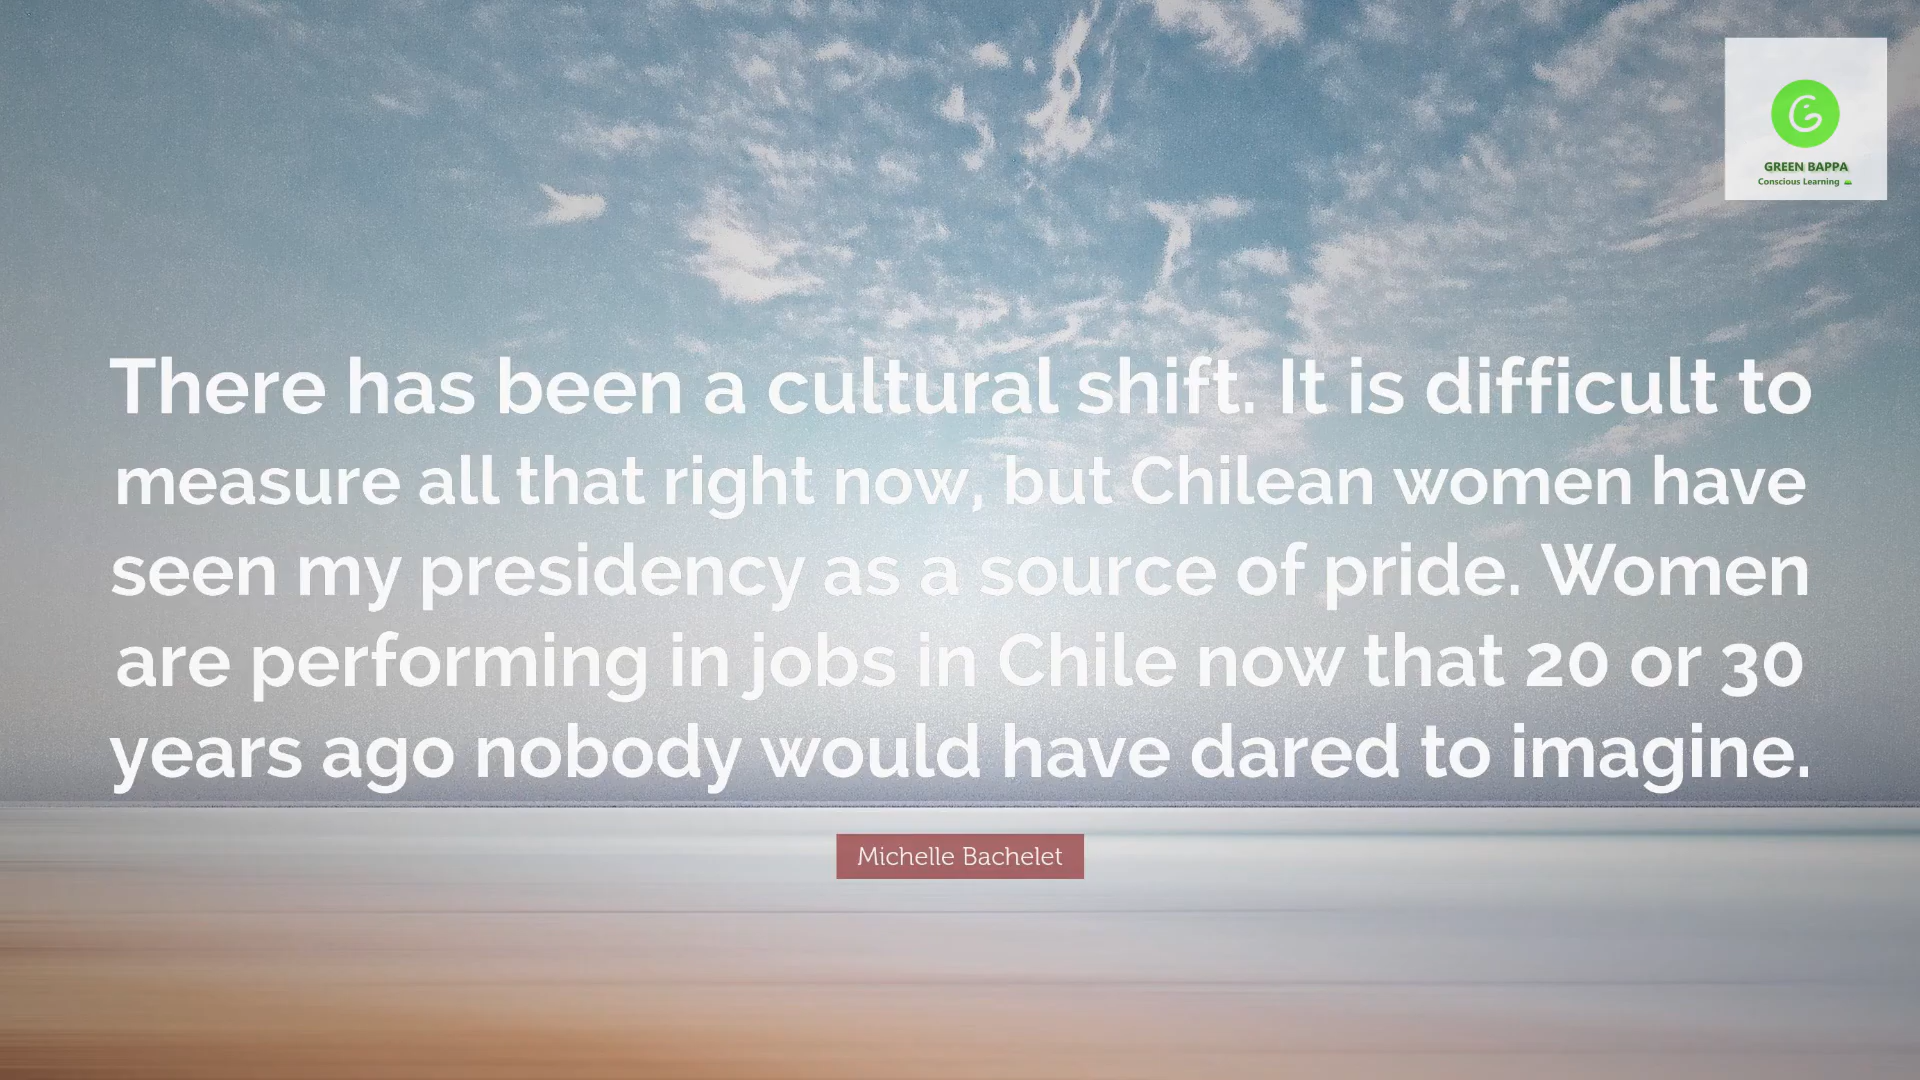 GREEN BAPPA
Conscious Learning
There has been a cultural shift. It is difficult to
measure all that right now, but Chilean women have
seen my presidency as a source of pride. Women
are performing in jobs in Chile now that 20 or 30
years ago nobody would have dared to imagine.
Michelle Bachelet